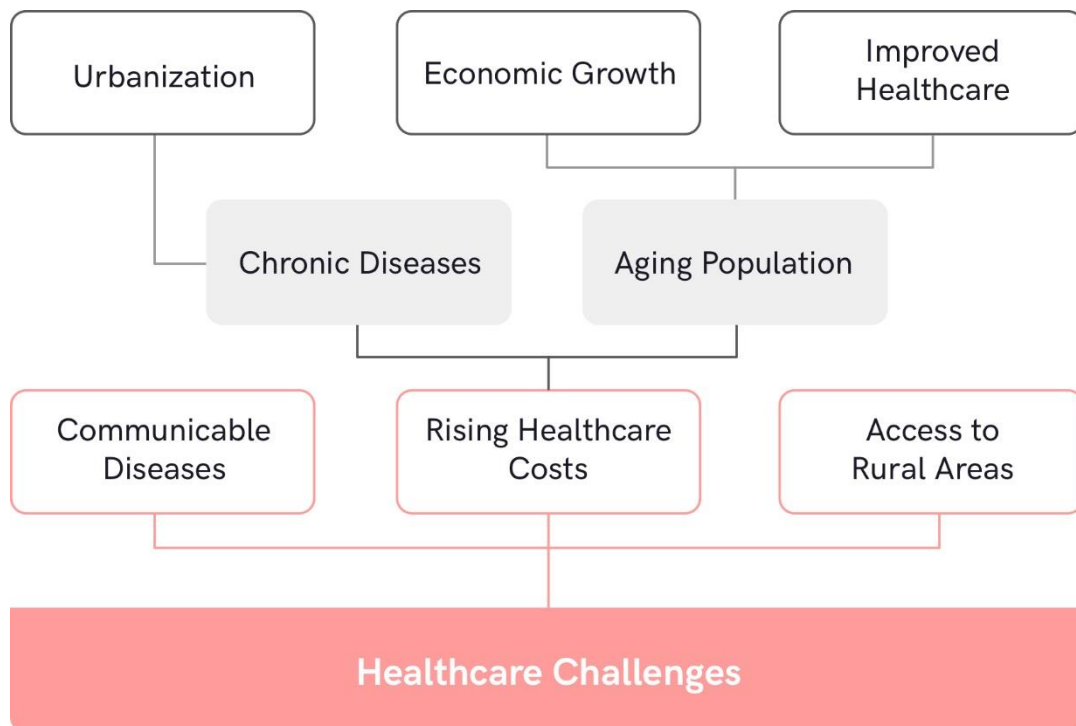 Urbanization
Economic Growth
Improved
Healthcare
Chronic Diseases
Aging Population
Communicable
Diseases
Rising Healthcare
Costs
Access to
Rural Areas
Healthcare Challenges